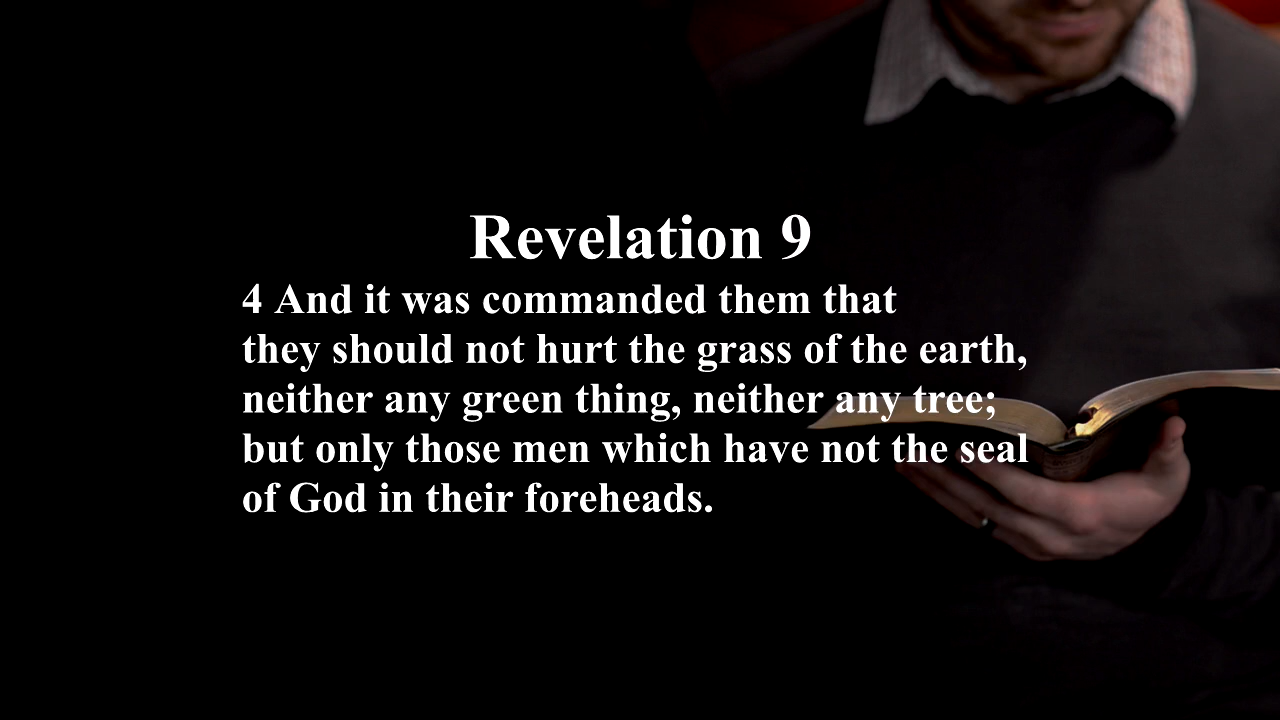 Revelation 9
4 And it was commanded them that
they should not hurt the grass of the earth,
neither any green thing, neither any tree;
but only those men which have not the seal
of God in their foreheads.